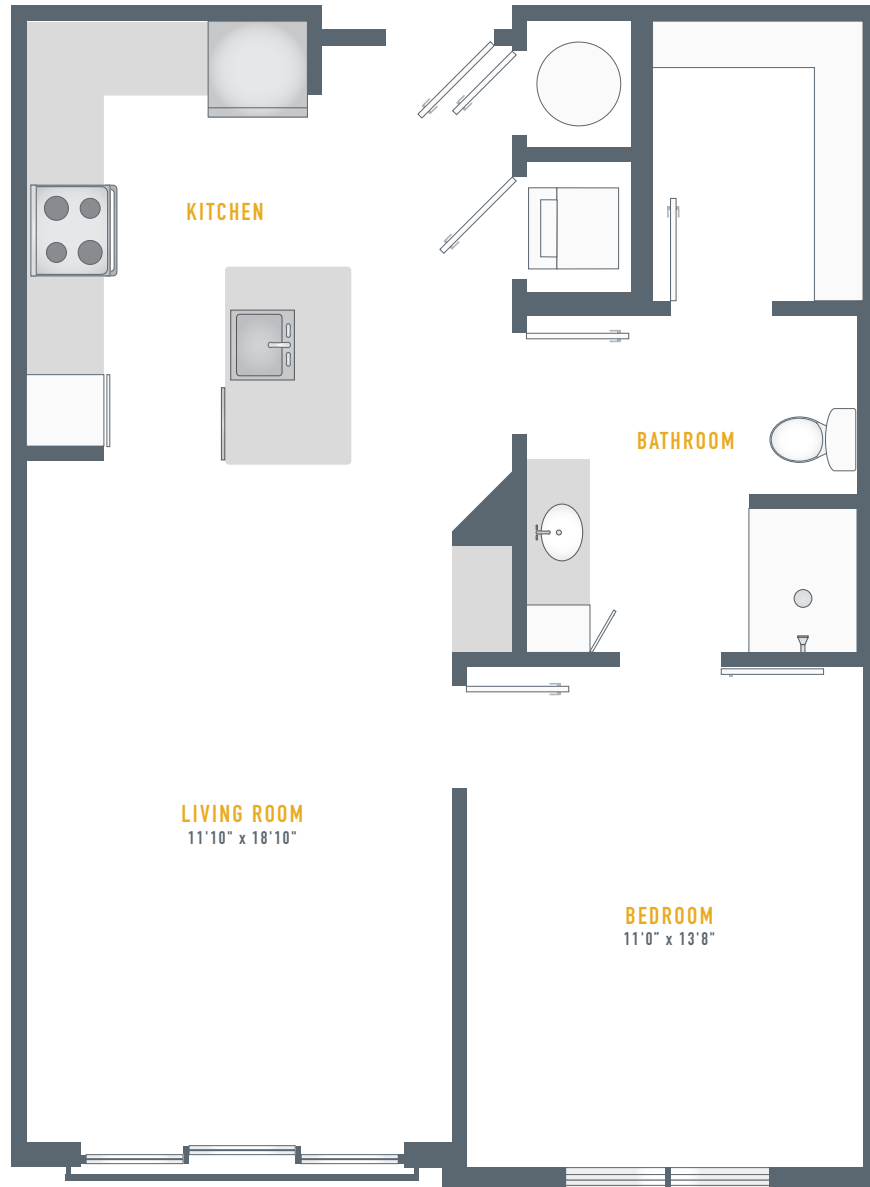 KITCHEN
BATHROOM
LIVING ROOM
11'10" x 18'10"
BEDROOM
11'0" x 13'8"